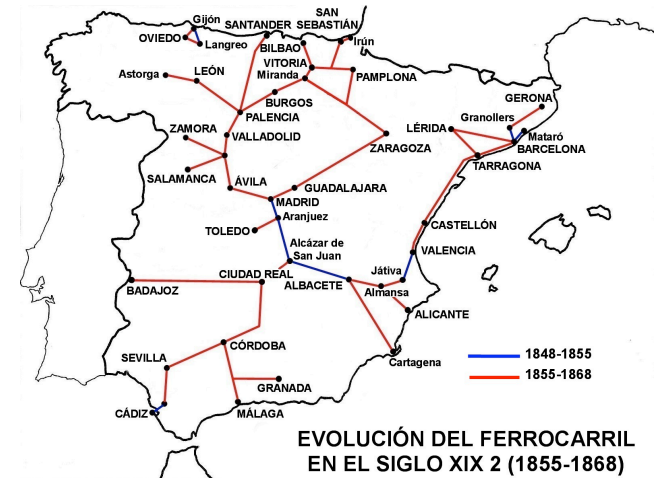 Gijón
SAN
SANTANDER
SEBASTIÁN
OVIEDO
Langreo
BILBAO
Irún
VITORIA
Astorga
LEÓN
Miranda
PAMPLONA
BURGOS
GERONA
PALENCIA
Granollers
ZAMORA
VALLADOLID
LÉRIDA
Mataró
ZARAGOZA
BARCELONA
TARRAGONA
SALAMANCA
ÁVILA
GUADALAJARA
MADRID
Aranjuez
TOLEDO
CASTELLÓN
Alcázar de
San Juan
VALENCIA
CIUDAD REAL
Játiva
BADAJOZ
ALBACETE
Almansa
ALICANTE
CÓRDOBA
SEVILLA
Cartagena
1848-1855
GRANADA
1855-1868
CÁDIZ
MÁLAGA
EVOLUCIÓN DEL FERROCARRIL
EN EL SIGLO XIX 2 (1855-1868)